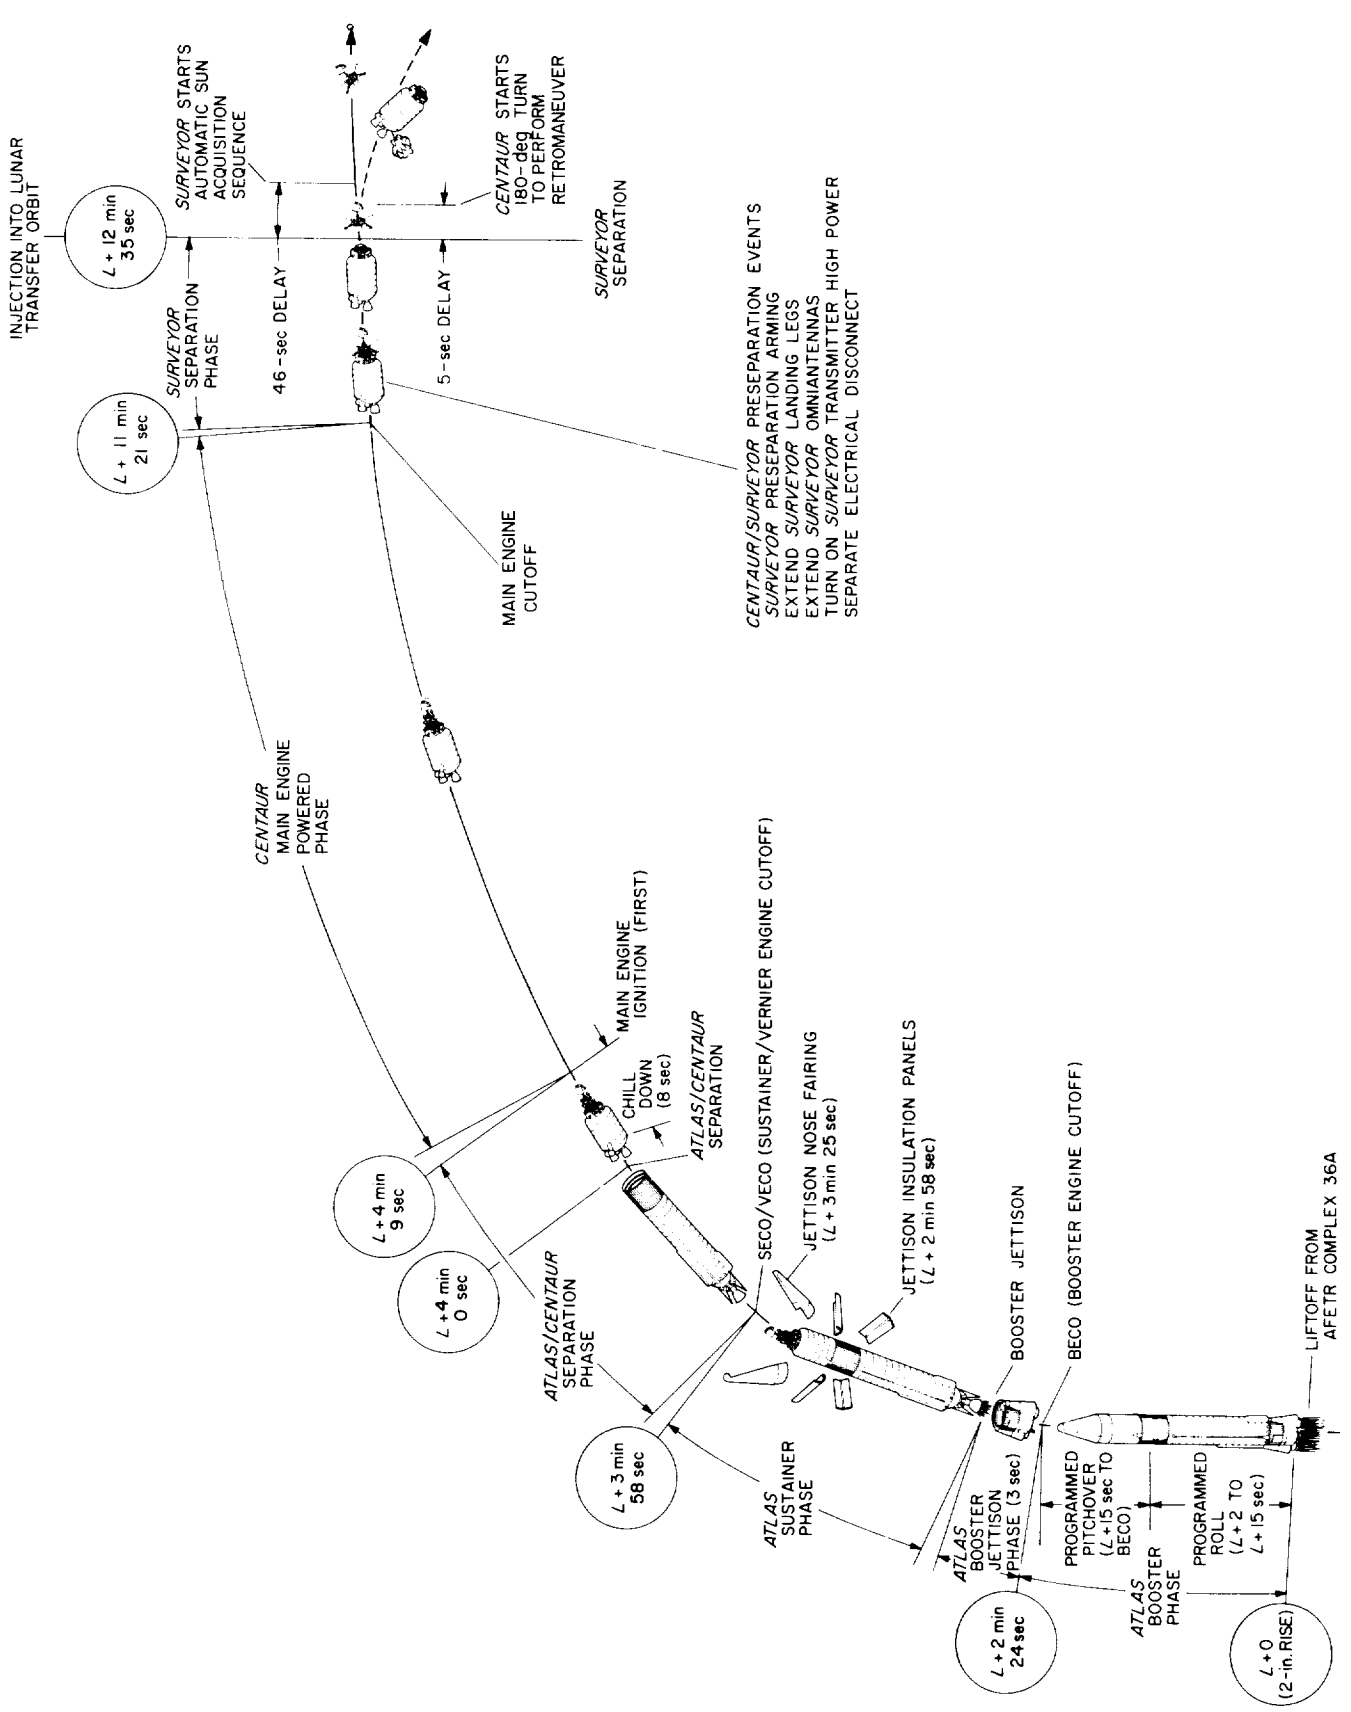 INJECTION INTO LUNAR
TRANSFER ORBIT
L + 12 min
35 sec
SURVEYOR STARTS
AUTOMATIC SUN
ACQUISITION
SEQUENCE
SURVEYOR
SEPARATION
PHASE
46-sec DELAY
5-sec DELAY
CENTAUR STARTS
180-deg TURN
TO PERFORM
RETROMANEUVER
SURVEYOR
SEPARATION
L + 11 min
21 sec
MAIN ENGINE
CUTOFF
CENTAUR/SURVEYOR PRESEPARATION EVENTS
SURVEYOR PRESEPARATION ARMING
EXTEND SURVEYOR LANDING LEGS
EXTEND SURVEYOR OMNIANTENNAS
TURN ON SURVEYOR TRANSMITTER HIGH POWER
SEPARATE ELECTRICAL DISCONNECT
CENTAUR
MAIN ENGINE
POWERED
PHASE
L + 4 min
9 sec
MAIN ENGINE
IGNITION (FIRST)
CHILL
DOWN
(8 sec)
ATLAS/CENTAUR
SEPARATION
L + 4 min
0 sec
ATLAS/CENTAUR
SEPARATION
PHASE
SECO/VECO (SUSTAINER/VERNIER ENGINE CUTOFF)
JETTISON NOSE FAIRING
(L + 3 min 25 sec)
JETTISON INSULATION PANELS
(L + 2 min 58 sec)
L + 3 min
58 sec
ATLAS
SUSTAINER
PHASE
BOOSTER JETTISON
BECO (BOOSTER ENGINE CUTOFF)
ATLAS
BOOSTER
JETTISON
PHASE (3 sec)
L + 2 min
24 sec
PROGRAMMED
PITCHOVER
(L+15 sec TO
BECO)
PROGRAMMED
ROLL
(L + 2 TO
L+15 sec)
ATLAS
BOOSTER
PHASE
L + 0
(2-in. RISE)
LIFTOFF FROM
AFETR COMPLEX 36A